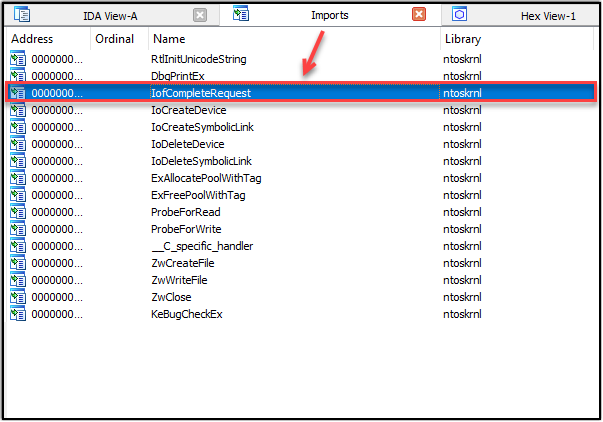 IDA View-A Imports Hex View-1
Address Ordinal Name Library
0000000... RtlInitUnicodeString ntoskrnl
0000000... DbgPrintEx ntoskrnl
0000000... IofCompleteRequest ntoskrnl
0000000... IoCreateDevice ntoskrnl
0000000... IoCreateSymbolicLink ntoskrnl
0000000... IoDeleteDevice ntoskrnl
0000000... IoDeleteSymbolicLink ntoskrnl
0000000... ExAllocatePoolWithTag ntoskrnl
0000000... ExFreePoolWithTag ntoskrnl
0000000... ProbeForRead ntoskrnl
0000000... ProbeForWrite ntoskrnl
0000000... __C_specific_handler ntoskrnl
0000000... ZwCreateFile ntoskrnl
0000000... ZwWriteFile ntoskrnl
0000000... ZwClose ntoskrnl
0000000... KeBugCheckEx ntoskrnl